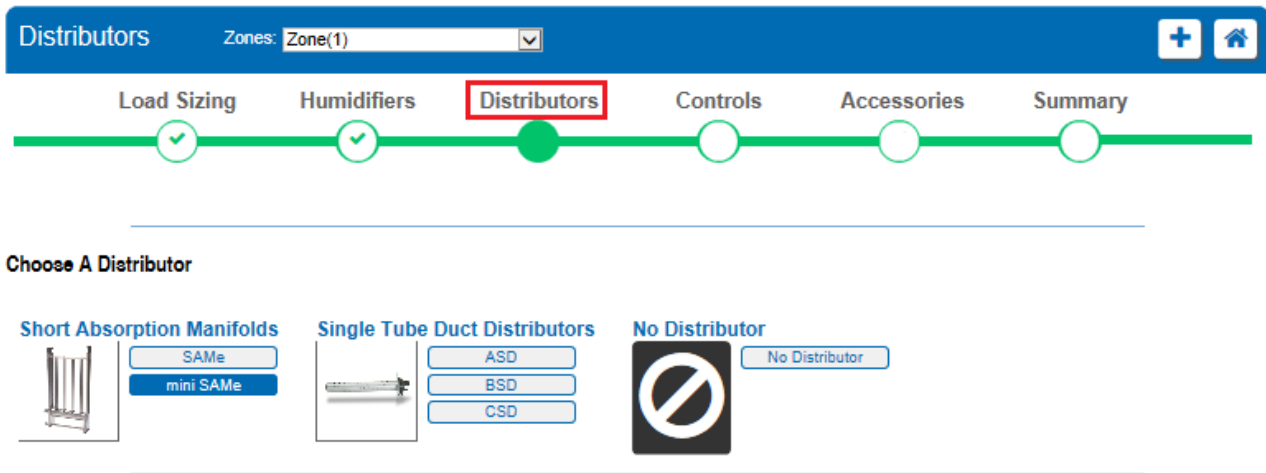 Distributors Zones: Zone(1)
Load Sizing Humidifiers Distributors Controls Accessories Summary
Choose A Distributor
Short Absorption Manifolds Single Tube Duct Distributors No Distributor
SAMe ASD No Distributor
mini SAMe BSD
CSD